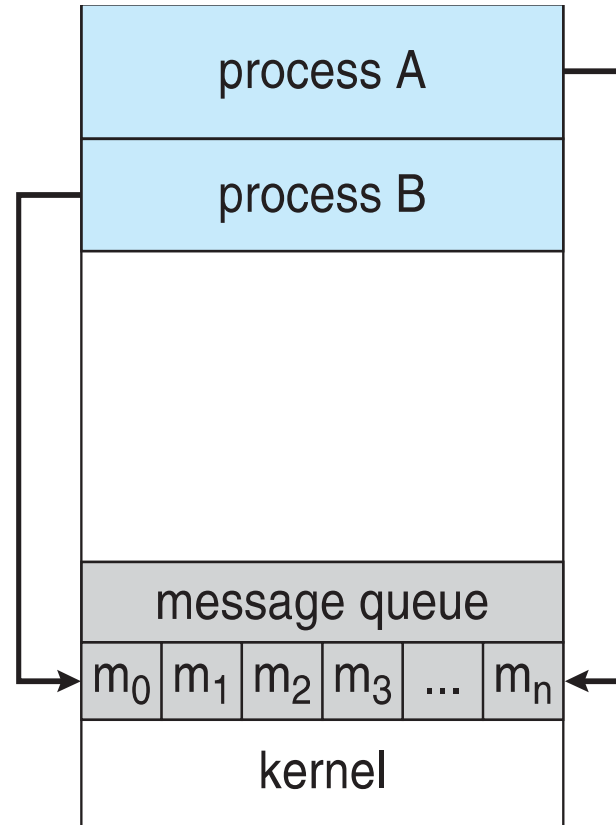 process A
process B
message queue
m₀ m₁ m₂ m₃ ... mₙ
kernel